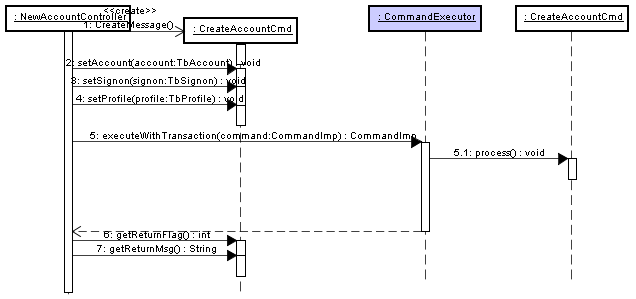 : NewAccountController
<<create>>
1: CreateMessage()
: CreateAccountCmd
: CommandExecutor
: CreateAccountCmd
2: setAccount(account:TbAccount) : void
3: setSignon(signon:TbSignon) : void
4: setProfile(profile:TbProfile) : void
5: executeWithTransaction(command:CommandImp) : CommandImp
5.1: process() : void
6: getReturnFlag() : int
7: getReturnMsg() : String